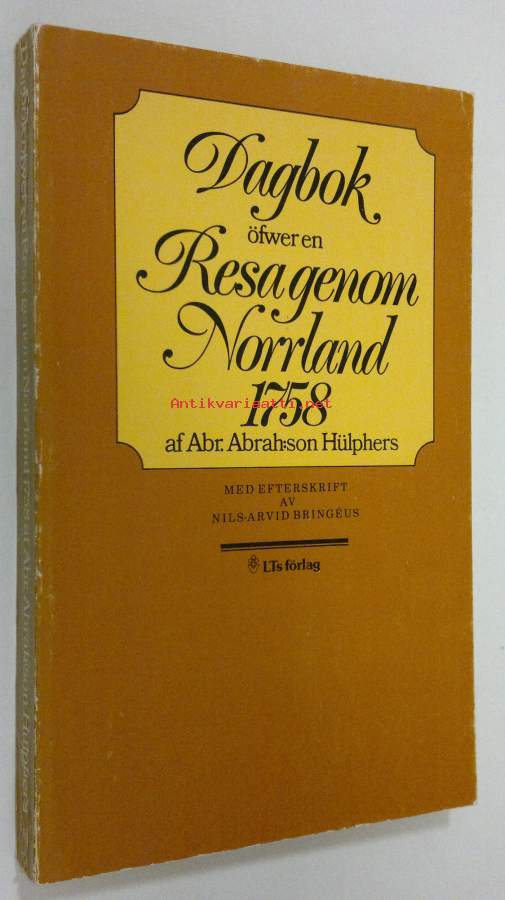 Dagbok
öfwer en
Resa genom
Norrland
1758
Antikvariaatti.net
af Abr. Abrah:son Hülphers
MED EFTERSKRIFT
AV
NILS-ARVID BRINGÉUS
LTs förlag